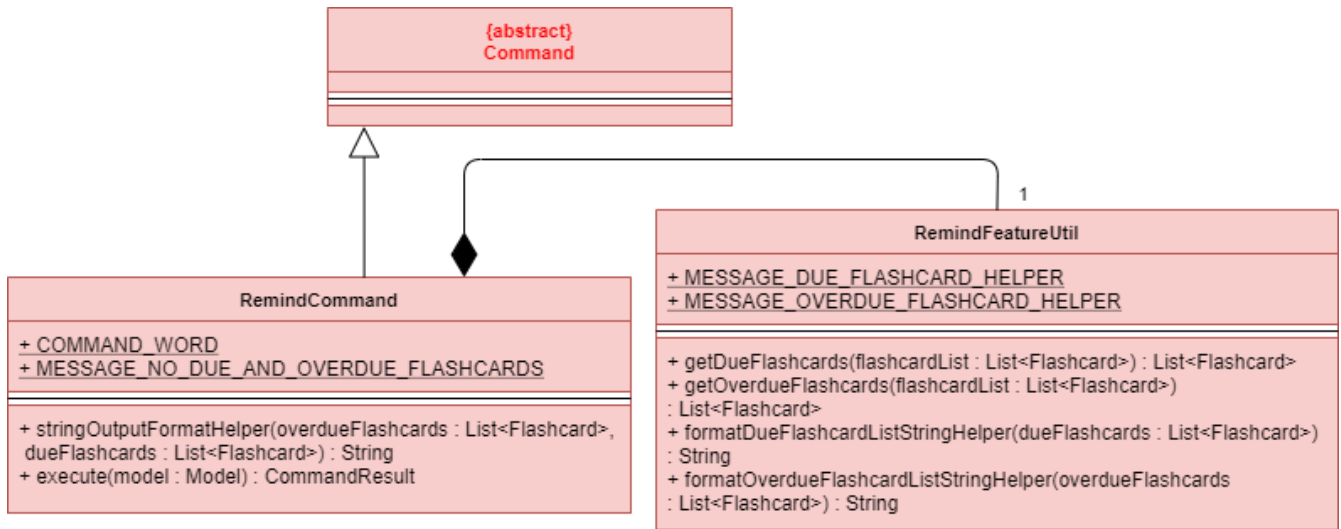 {abstract}
Command
1
RemindCommand
+ COMMAND_WORD
+ MESSAGE_NO_DUE_AND_OVERDUE_FLASHCARDS
+ stringOutputFormatHelper(overdueFlashcards : List<Flashcard>,
dueFlashcards : List<Flashcard>) : String
+ execute(model : Model) : CommandResult
RemindFeatureUtil
+ MESSAGE_DUE_FLASHCARD_HELPER
+ MESSAGE_OVERDUE_FLASHCARD_HELPER
+ getDueFlashcards(flashcardList : List<Flashcard>) : List<Flashcard>
+ getOverdueFlashcards(flashcardList : List<Flashcard>)
: List<Flashcard>
+ formatDueFlashcardListStringHelper(dueFlashcards : List<Flashcard>)
: String
+ formatOverdueFlashcardListStringHelper(overdueFlashcards
: List<Flashcard>) : String